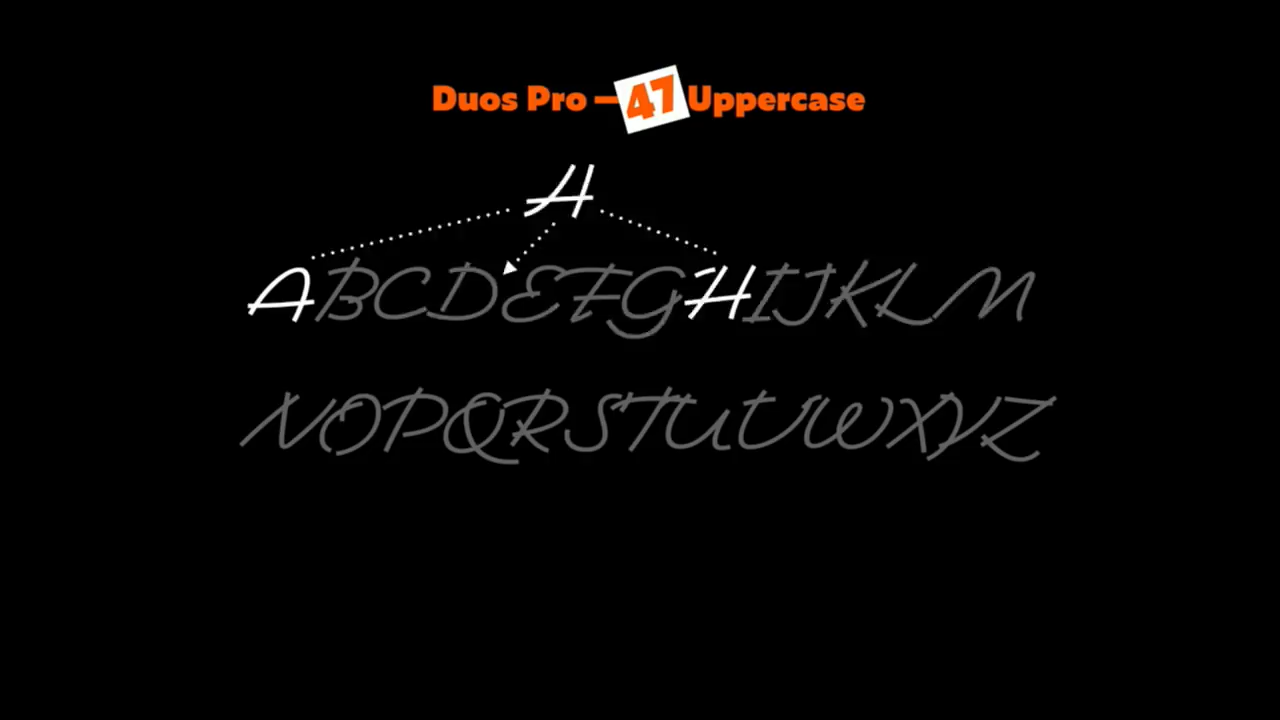 Duos Pro — 47 Uppercase
H
ABCDEFGHIJKLM
NOPQRSTUVWXYZ